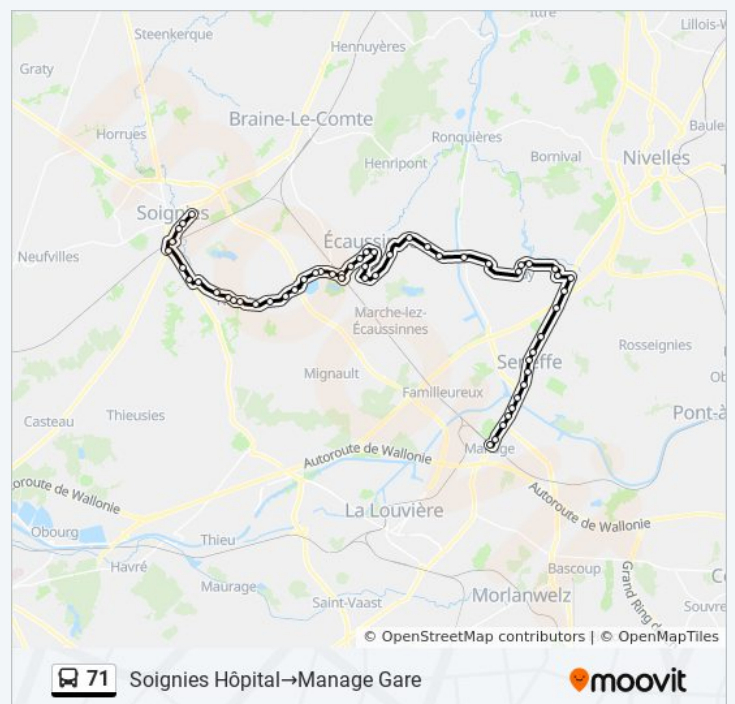 Ittre
Lillois-W
Steenkerque
Hennuyères
Graty
Braine-Le-Comte
Baule
Horrues
Ronquières
Henripont
Bornival
Nivelles
Soignies
Écaussin
Neufvilles
Marche-lez-
Écaussinnes
Seneffe
Rosseignies
Mignault
Ob
Familleureux
Casteau
Thieusies
Pont-à
Manage
Autoroute de Wallonie
oroute de Wallonie
Autoroute de Wallonie
La Louvière
Obourg
Thieu
Havré
Bascoup
Maurage
Morlanwelz
Grand Ring d
Saint-Vaast
Souvre
© OpenStreetMap contributors | © OpenMapTiles
71 Soignies Hôpital→Manage Gare
moovit